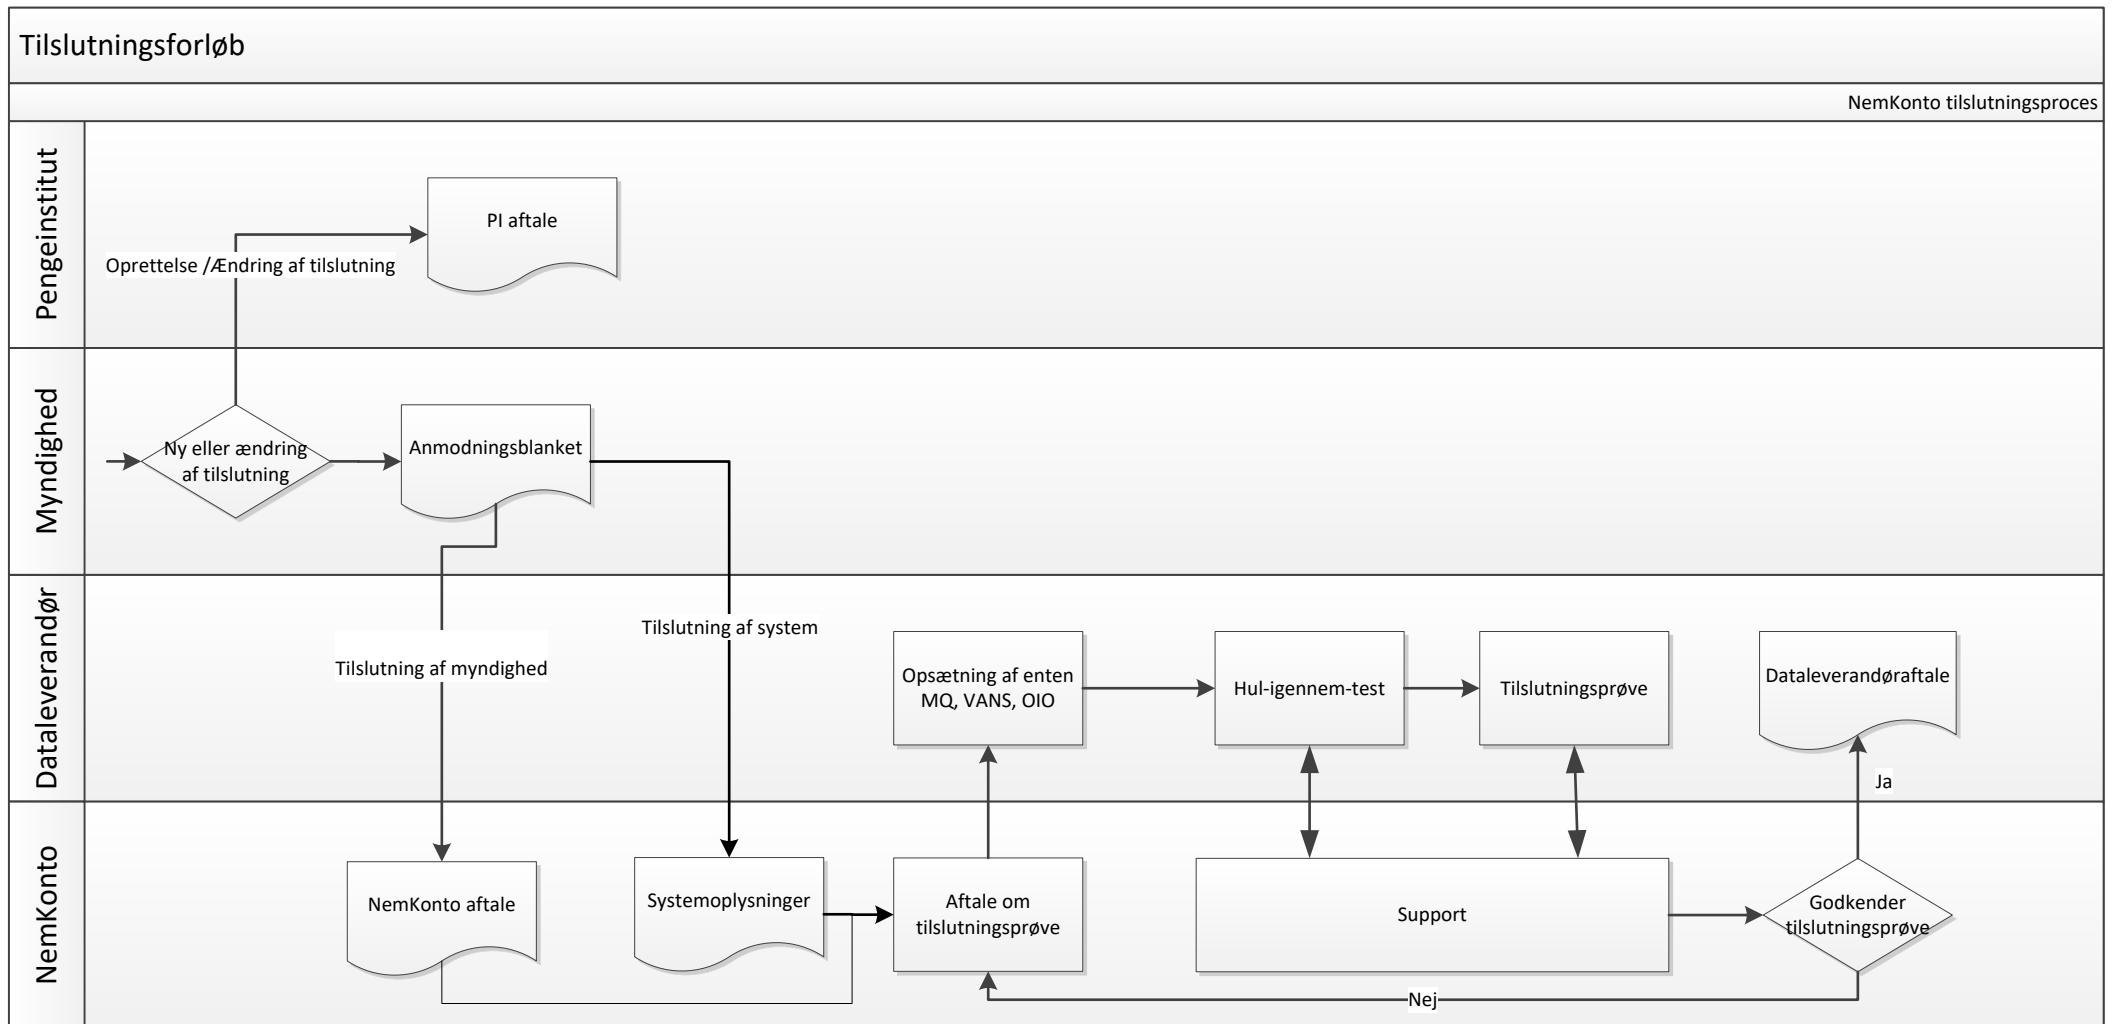 Tilslutningsforløb
NemKonto tilslutningsproces
Pengeinstitut
PI aftale
Oprettelse /Ændring af tilslutning
Myndighed
Ny eller ændring
af tilslutning
Anmodningsblanket
Dataleverandør
Tilslutning af myndighed
Tilslutning af system
Opsætning af enten
MQ, VANS, OIO
Hul-igennem-test
Tilslutningsprøve
Dataleverandøraftale
Ja
NemKonto
NemKonto aftale
Systemoplysninger
Aftale om
tilslutningsprøve
Support
Godkender
tilslutningsprøve
Nej